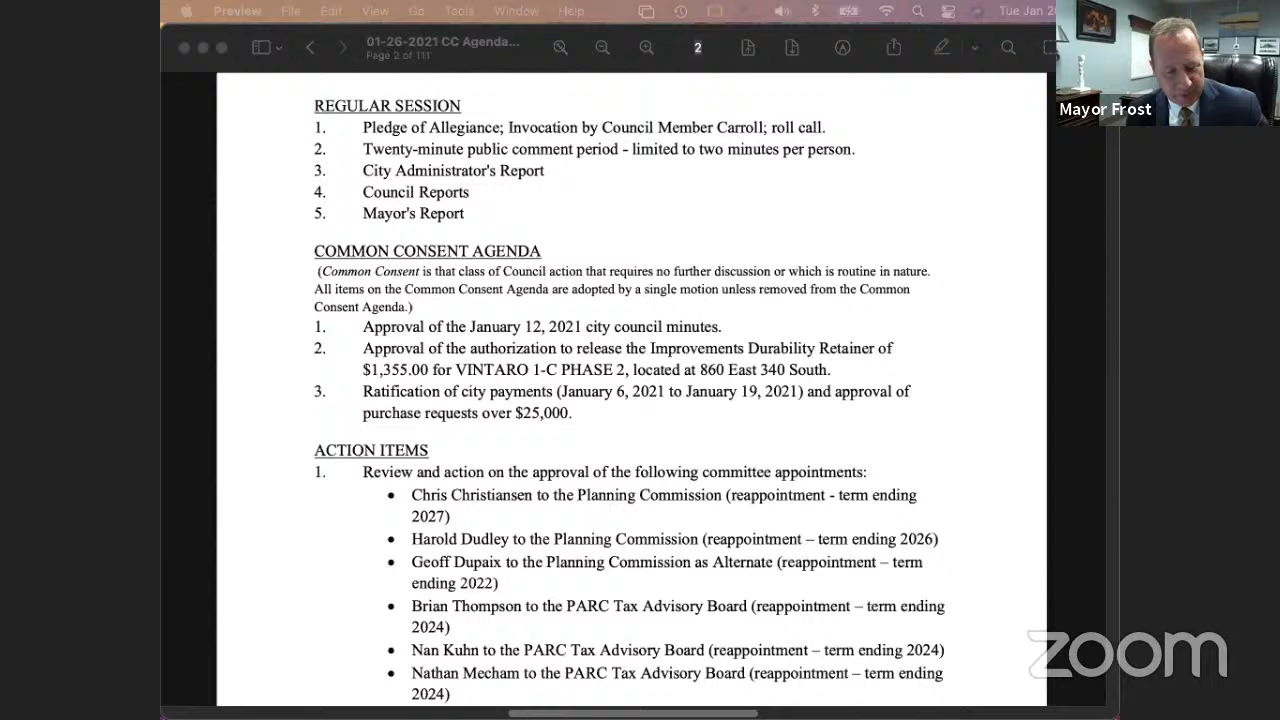 Preview File Edit View Go Tools Window Help Tue Jan 2
01-26-2021 CC Agenda...
Page 2 of 111
2
Mayor Frost
REGULAR SESSION
1. Pledge of Allegiance; Invocation by Council Member Carroll; roll call.
2. Twenty-minute public comment period - limited to two minutes per person.
3. City Administrator's Report
4. Council Reports
5. Mayor's Report
COMMON CONSENT AGENDA
(Common Consent is that class of Council action that requires no further discussion or which is routine in nature.
All items on the Common Consent Agenda are adopted by a single motion unless removed from the Common
Consent Agenda.)
1. Approval of the January 12, 2021 city council minutes.
2. Approval of the authorization to release the Improvements Durability Retainer of
$1,355.00 for VINTARO 1-C PHASE 2, located at 860 East 340 South.
3. Ratification of city payments (January 6, 2021 to January 19, 2021) and approval of
purchase requests over $25,000.
ACTION ITEMS
1. Review and action on the approval of the following committee appointments:
• Chris Christiansen to the Planning Commission (reappointment - term ending
2027)
• Harold Dudley to the Planning Commission (reappointment – term ending 2026)
• Geoff Dupaix to the Planning Commission as Alternate (reappointment – term
ending 2022)
• Brian Thompson to the PARC Tax Advisory Board (reappointment – term ending
2024)
• Nan Kuhn to the PARC Tax Advisory Board (reappointment – term ending 2024)
• Nathan Mecham to the PARC Tax Advisory Board (reappointment – term ending
2024)
zoom